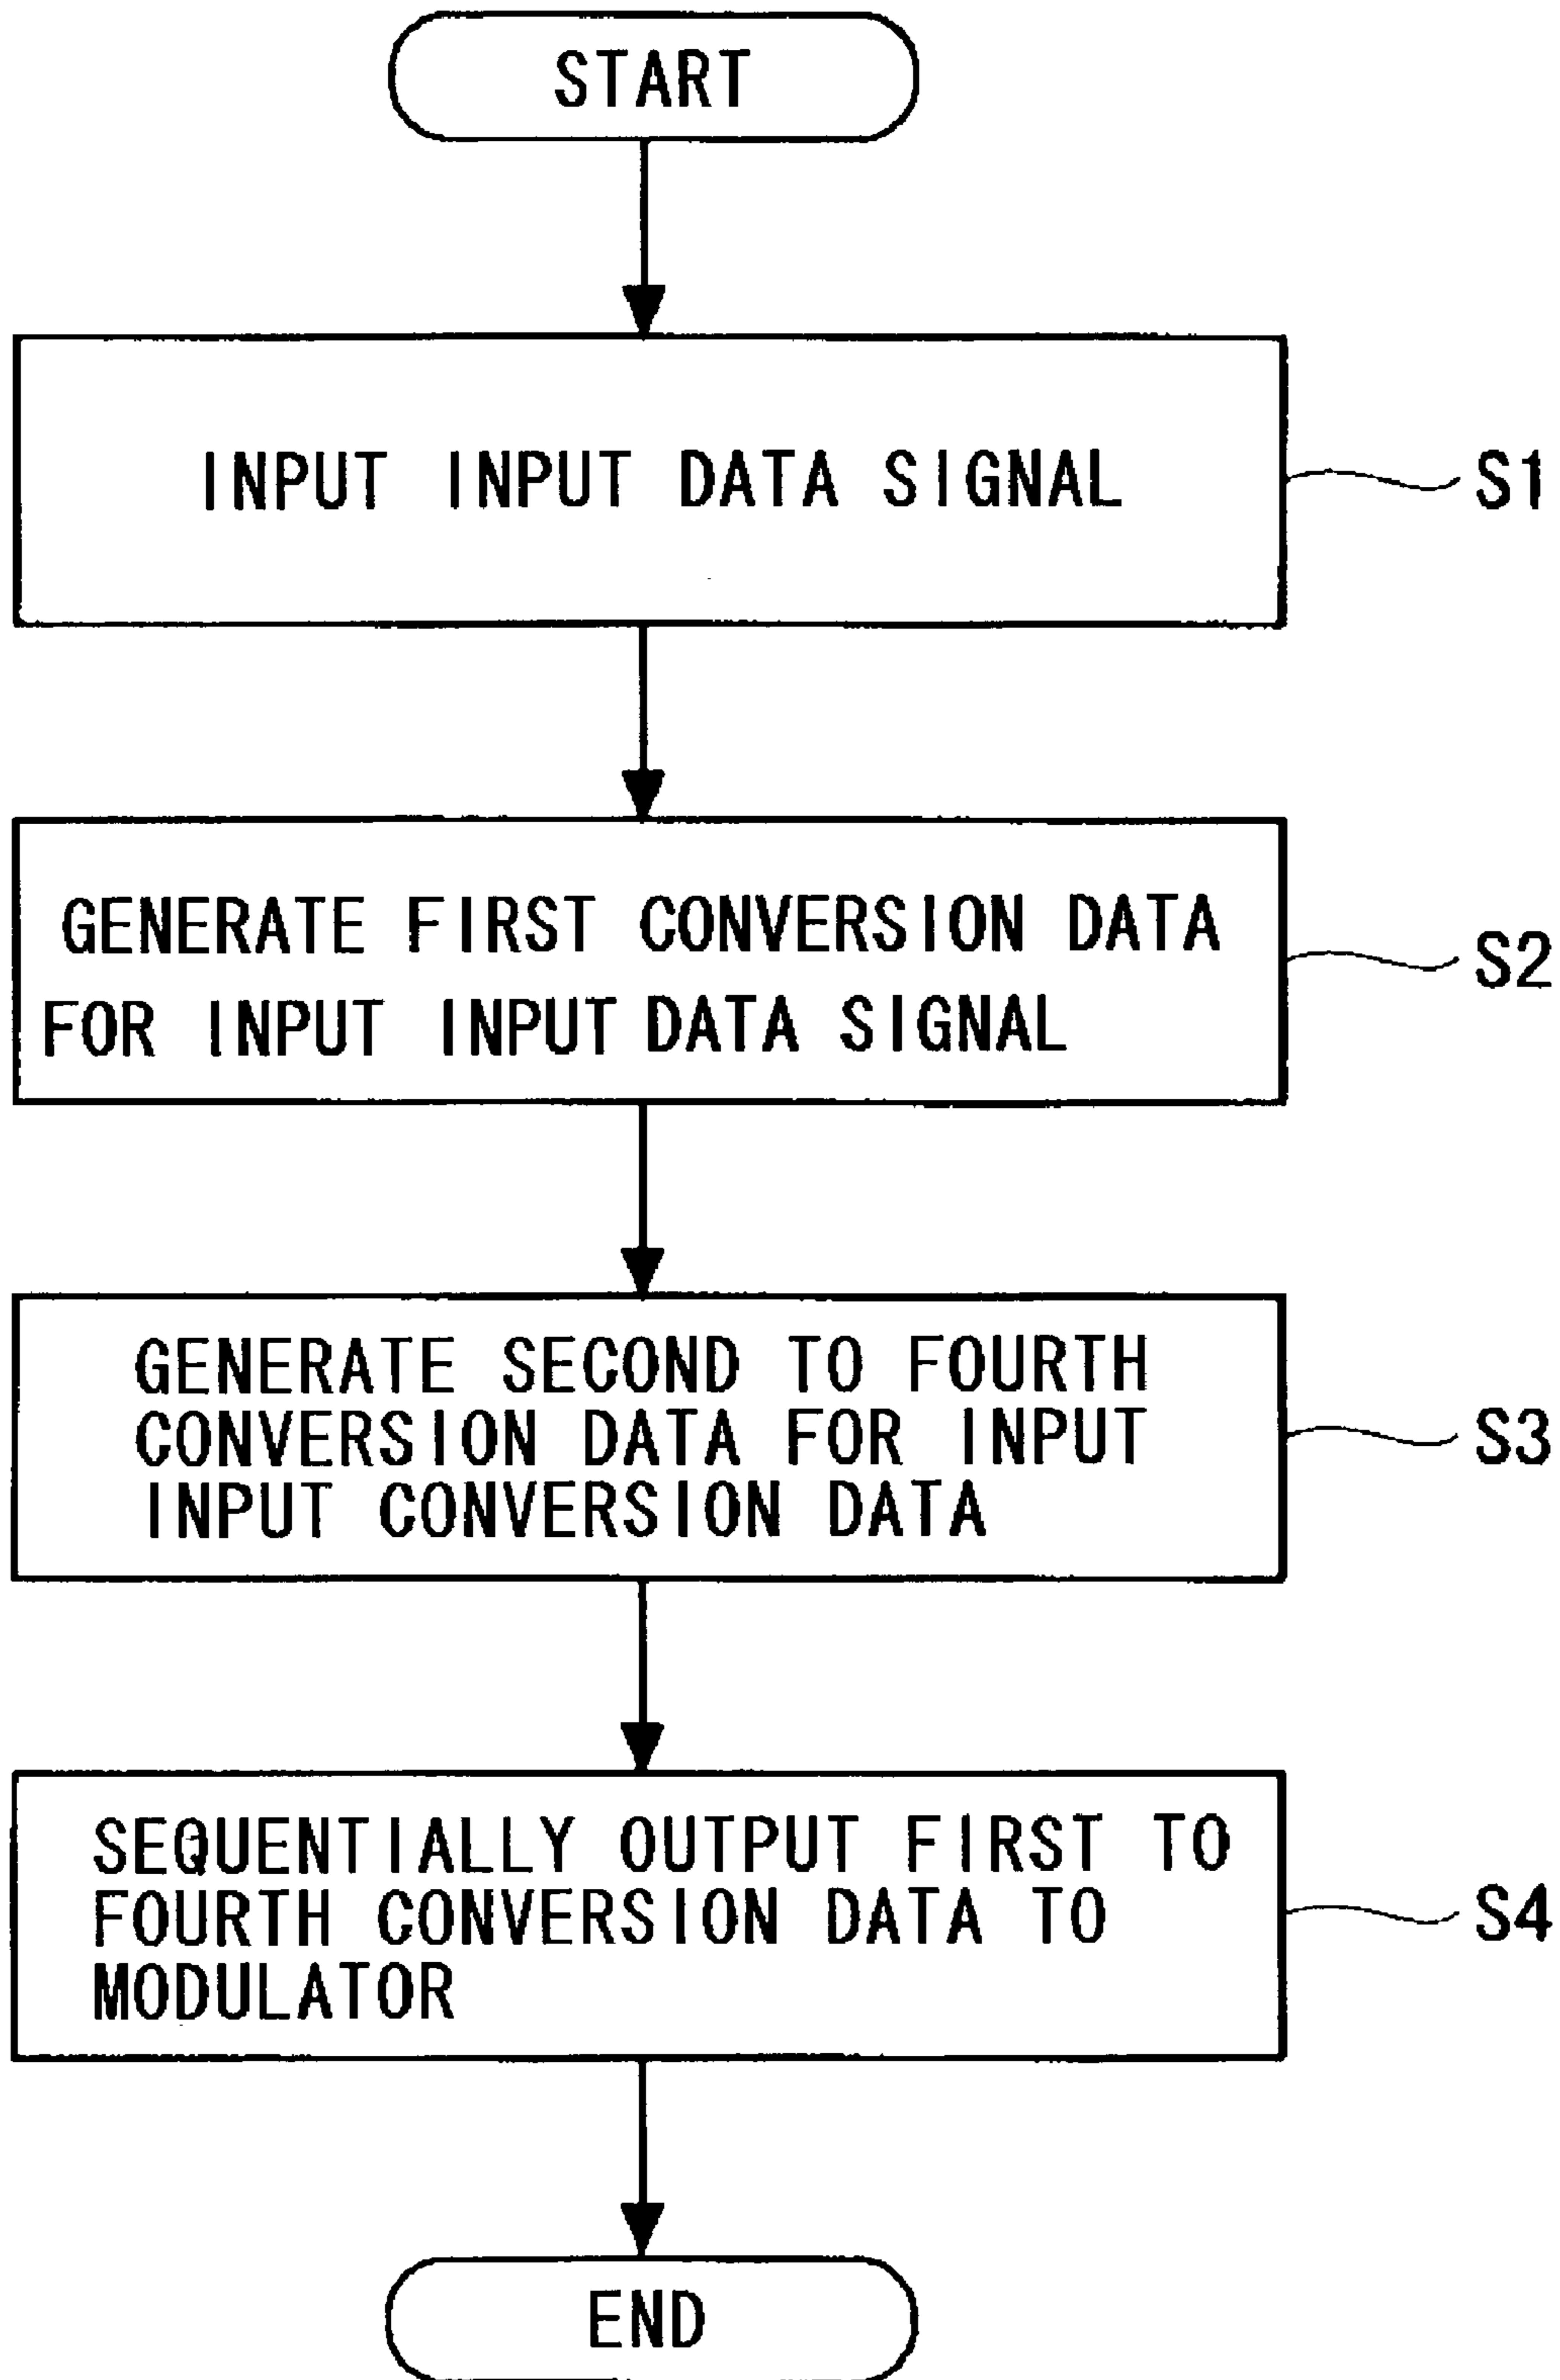 START
INPUT INPUT DATA SIGNAL
S1
GENERATE FIRST CONVERSION DATA
FOR INPUT INPUT DATA SIGNAL
S2
GENERATE SECOND TO FOURTH
CONVERSION DATA FOR INPUT
INPUT CONVERSION DATA
S3
SEQUENTIALLY OUTPUT FIRST TO
FOURTH CONVERSION DATA TO
MODULATOR
S4
END